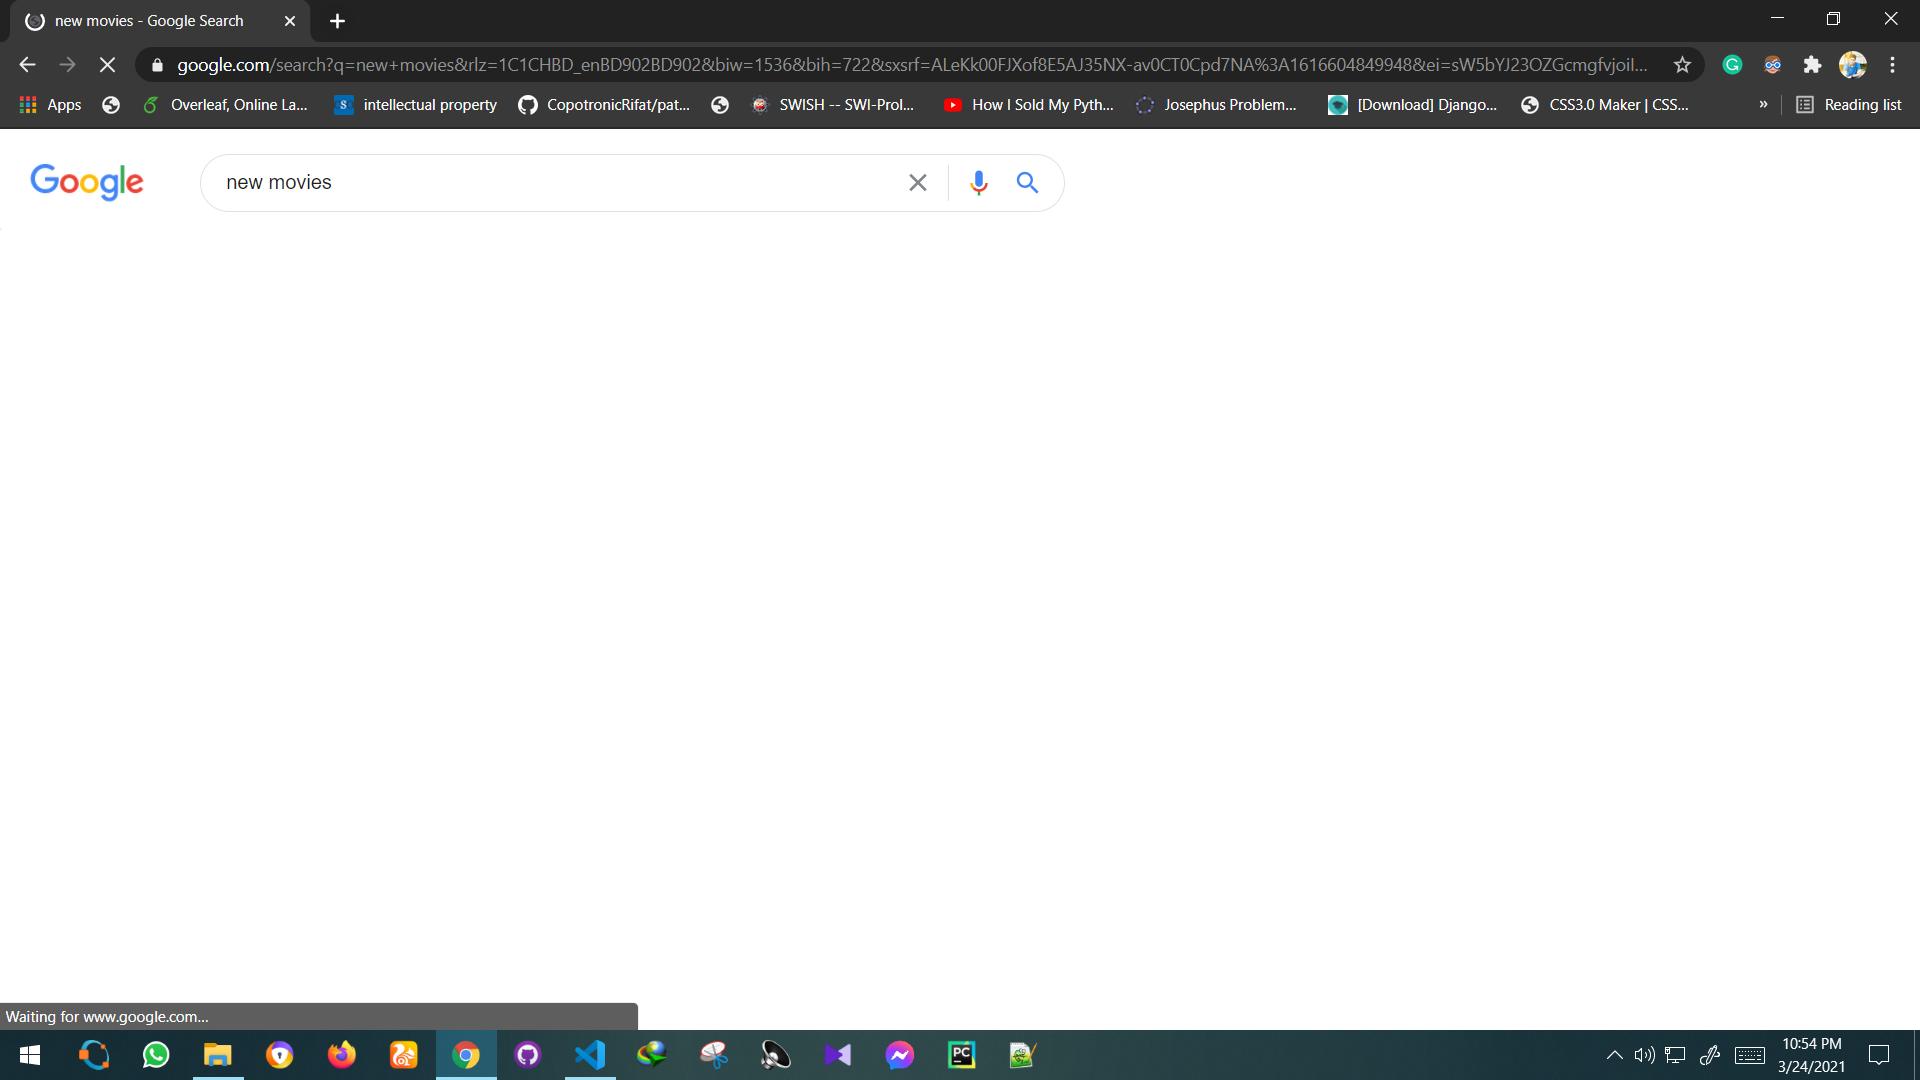 new movies - Google Search
google.com/search?q=new+movies&rlz=1C1CHBD_enBD902BD902&biw=1536&bih=722&sxsrf=ALeKk00FJXof8E5AJ35NX-av0CT0Cpd7NA%3A1616604849948&ei=sW5bYJ23OZGcmgfvjoiI...
Apps Overleaf, Online La... S intellectual property CopotronicRifat/pat... SWISH -- SWI-Prol... How I Sold My Pyth... Josephus Problem... [Download] Django... CSS3.0 Maker | CSS... » Reading list
Google new movies
Waiting for www.google.com...
PC
10:54 PM
3/24/2021